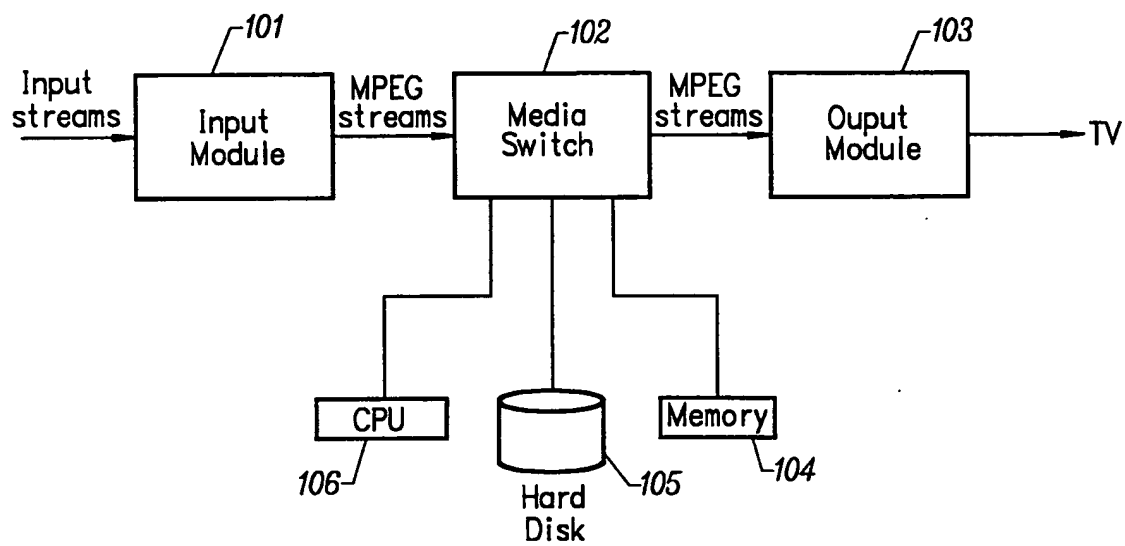 101
102
103
Input
streams
Input
Module
MPEG
streams
Media
Switch
MPEG
streams
Ouput
Module
TV
CPU
106
Hard
Disk
105
Memory
104